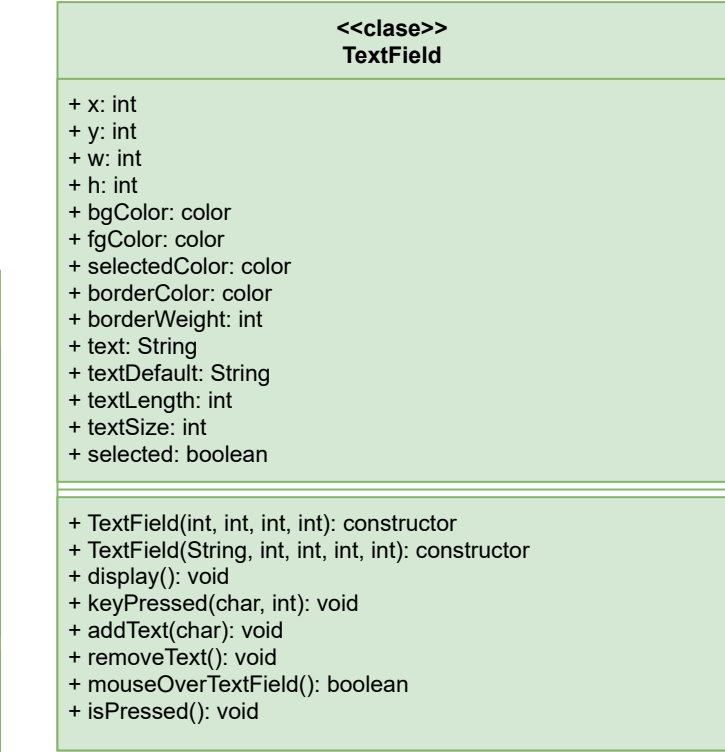 <<clase>>
TextField
+ x: int
+ y: int
+ w: int
+ h: int
+ bgColor: color
+ fgColor: color
+ selectedColor: color
+ borderColor: color
+ borderWeight: int
+ text: String
+ textDefault: String
+ textLength: int
+ textSize: int
+ selected: boolean
+ TextField(int, int, int, int): constructor
+ TextField(String, int, int, int, int): constructor
+ display(): void
+ keyPressed(char, int): void
+ addText(char): void
+ removeText(): void
+ mouseOverTextField(): boolean
+ isPressed(): void